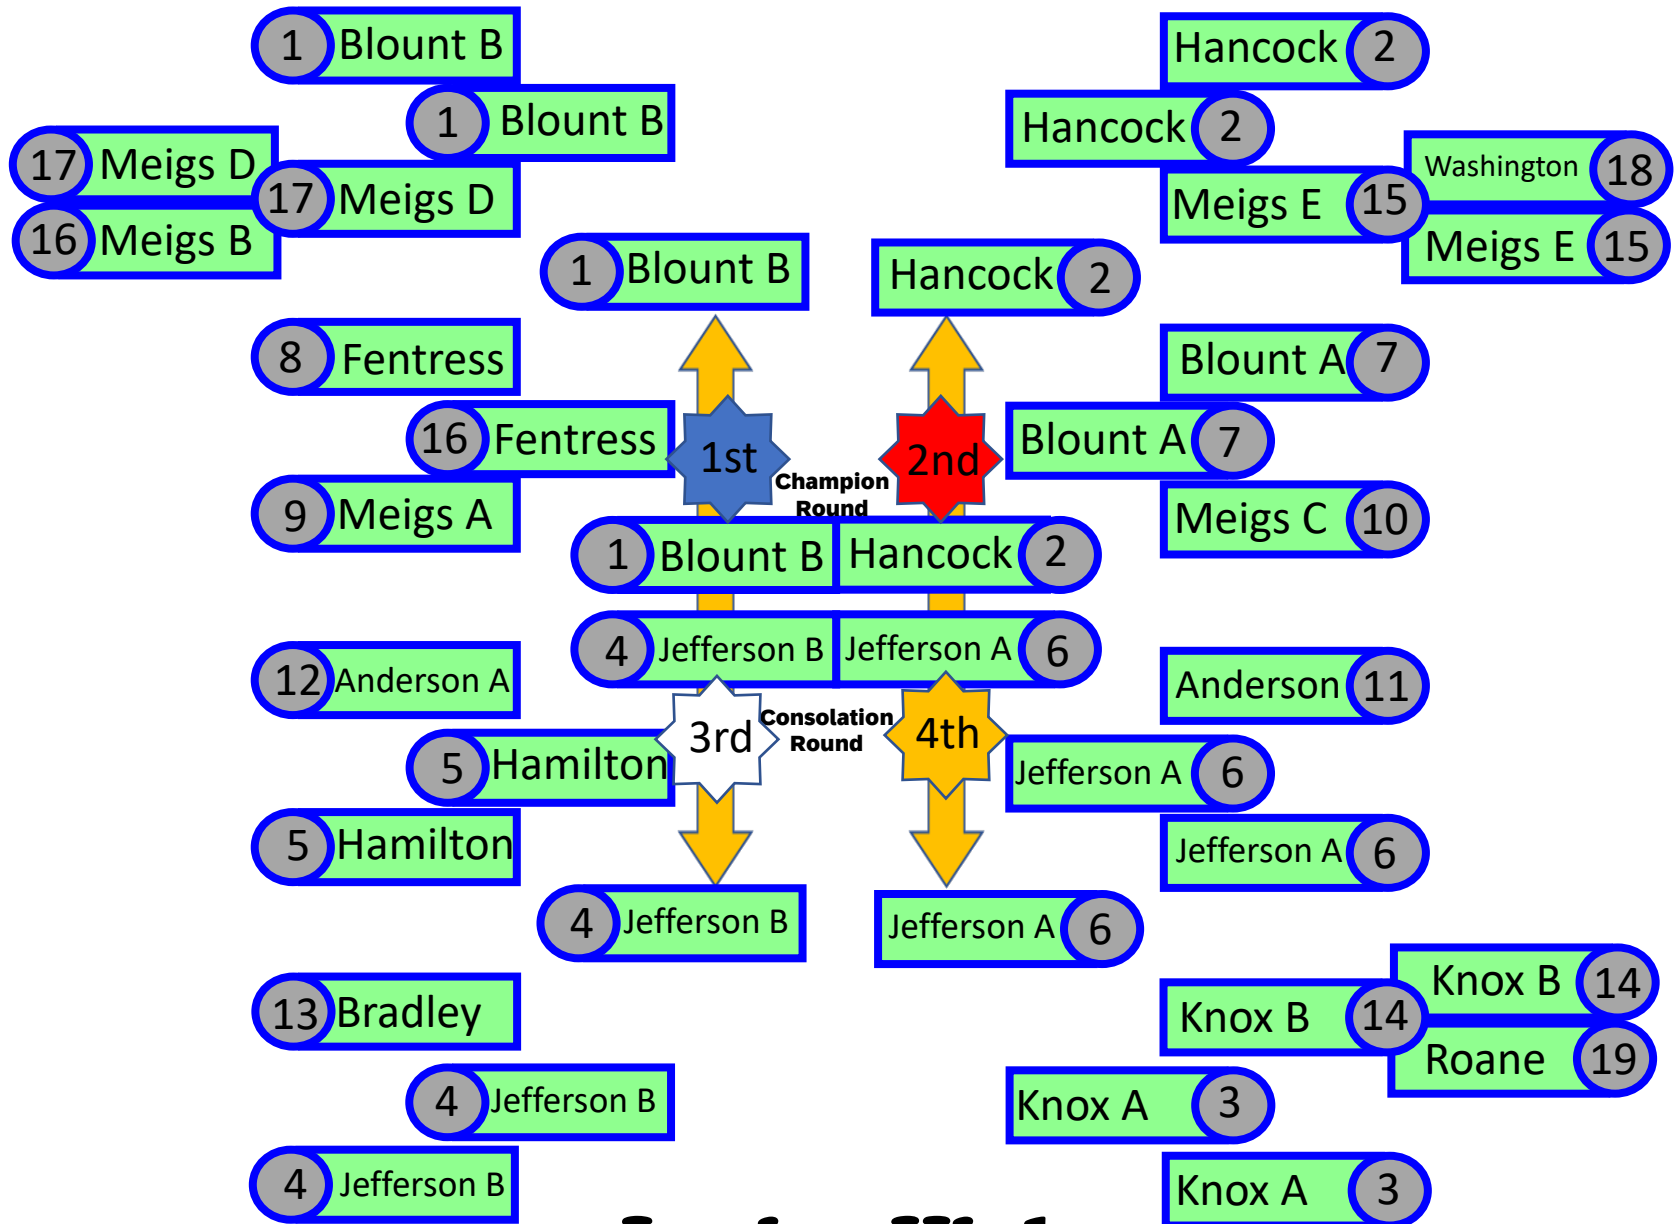 1 Blount B
Hancock 2
1 Blount B
Hancock 2
17 Meigs D
17 Meigs D
16 Meigs B
Meigs E 15
Washington 18
Meigs E 15
1 Blount B
Hancock 2
8 Fentress
Blount A 7
16 Fentress
1st
Champion
Round
2nd
Blount A 7
9 Meigs A
Meigs C 10
1 Blount B
Hancock 2
4 Jefferson B
Jefferson A 6
12 Anderson A
Anderson 11
5 Hamilton
3rd
Consolation
Round
4th
Jefferson A 6
5 Hamilton
Jefferson A 6
4 Jefferson B
Jefferson A 6
13 Bradley
Knox B 14
Knox B 14
Roane 19
4 Jefferson B
Knox A 3
4 Jefferson B
Knox A 3